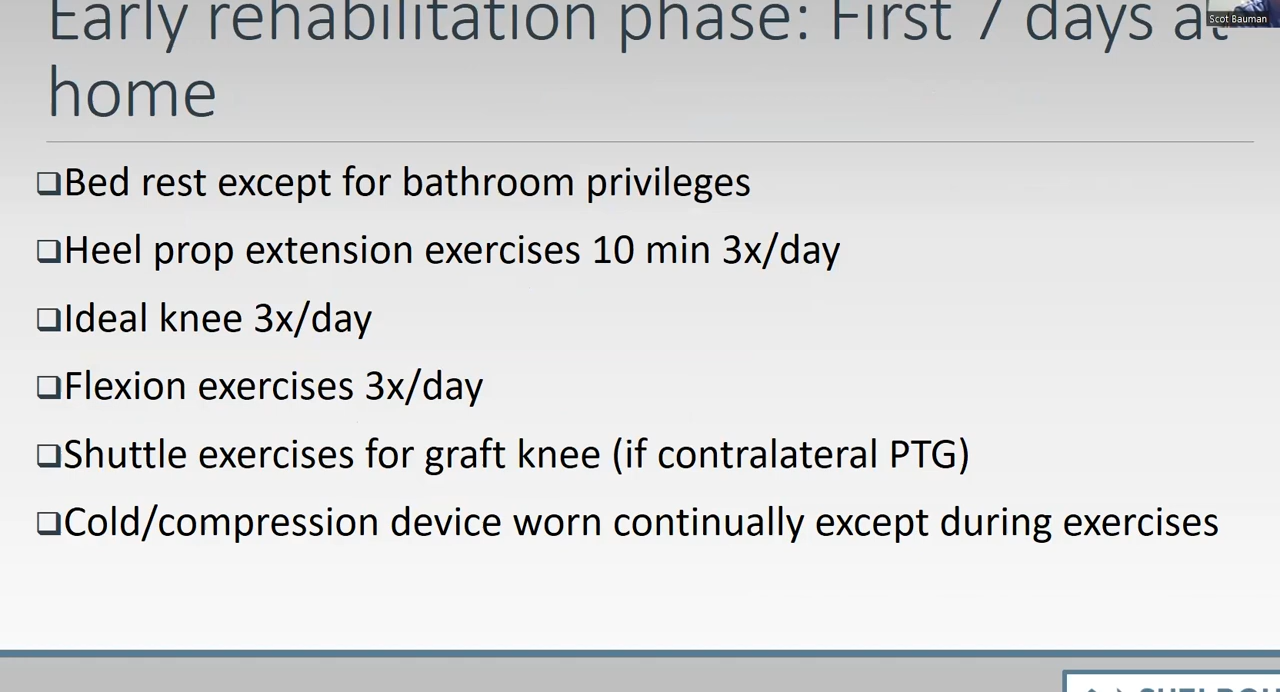 Early rehabilitation phase: First 7 days at
home
Scot Bauman
❑Bed rest except for bathroom privileges
❑Heel prop extension exercises 10 min 3x/day
❑Ideal knee 3x/day
❑Flexion exercises 3x/day
❑Shuttle exercises for graft knee (if contralateral PTG)
❑Cold/compression device worn continually except during exercises